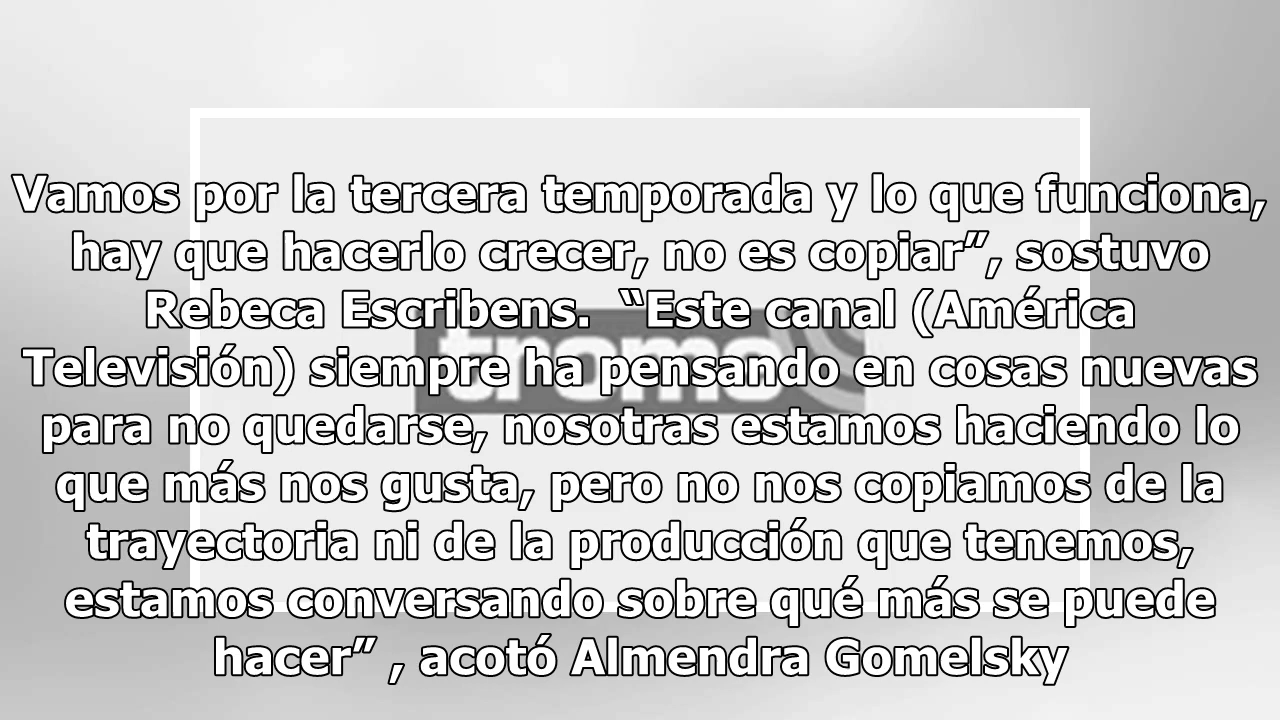 Vamos por la tercera temporada y lo que funciona,
hay que hacerlo crecer, no es copiar”, sostuvo
Rebeca Escribens.  “Este canal (América
Televisión) siempre ha pensando en cosas nuevas
para no quedarse, nosotras estamos haciendo lo
que más nos gusta, pero no nos copiamos de la
trayectoria ni de la producción que tenemos,
estamos conversando sobre qué más se puede
hacer” , acotó Almendra Gomelsky
trome